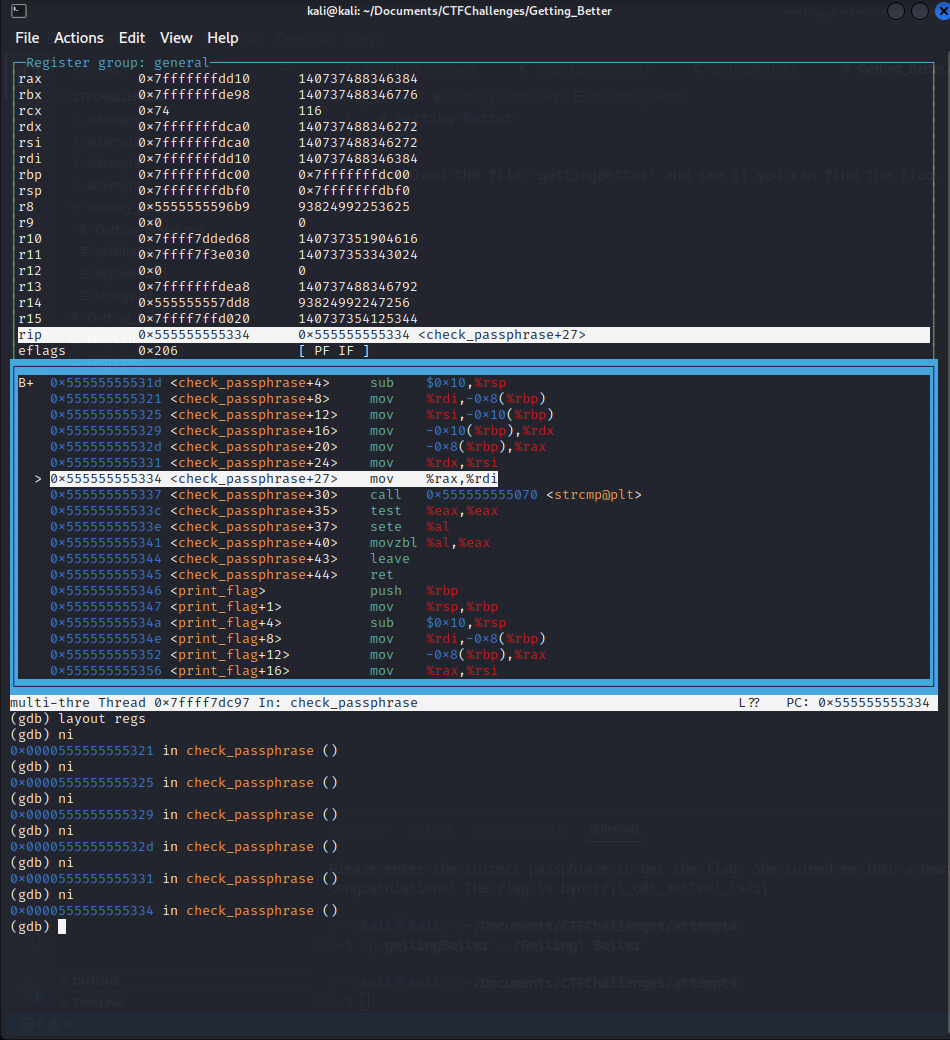 kali@kali: ~/Documents/CTFChallenges/Getting_Better
File Actions Edit View Help
Register group: general
rax 0×7fffffffdd10 140737488346384
rbx 0×7fffffffde98 140737488346776
rcx 0×74 116
rdx 0×7fffffffdca0 140737488346272
rsi 0×7fffffffdca0 140737488346272
rdi 0×7fffffffdd10 140737488346384
rbp 0×7fffffffdc00 0×7fffffffdc00
rsp 0×7fffffffdbf0 0×7fffffffdbf0
r8 0×5555555596b9 93824992253625
r9 0×0 0
r10 0×7ffff7dded68 140737351904616
r11 0×7ffff7f3e030 140737353343024
r12 0×0 0
r13 0×7fffffffdea8 140737488346792
r14 0×555555557dd8 93824992247256
r15 0×7ffff7ffd020 140737354125344
rip 0×555555555334 0×555555555334 <check_passphrase+27>
eflags 0×206 [ PF IF ]
B+ 0×55555555531d <check_passphrase+4> sub $0×10,%rsp
0×555555555321 <check_passphrase+8> mov %rdi,-0×8(%rbp)
0×555555555325 <check_passphrase+12> mov %rsi,-0×10(%rbp)
0×555555555329 <check_passphrase+16> mov -0×10(%rbp),%rdx
0×55555555532d <check_passphrase+20> mov -0×8(%rbp),%rax
0×555555555331 <check_passphrase+24> mov %rdx,%rsi
> 0×555555555334 <check_passphrase+27> mov %rax,%rdi
0×555555555337 <check_passphrase+30> call 0×555555555070 <strcmp@plt>
0×55555555533c <check_passphrase+35> test %eax,%eax
0×55555555533e <check_passphrase+37> sete %al
0×555555555341 <check_passphrase+40> movzbl %al,%eax
0×555555555344 <check_passphrase+43> leave
0×555555555345 <check_passphrase+44> ret
0×555555555346 <print_flag> push %rbp
0×555555555347 <print_flag+1> mov %rsp,%rbp
0×55555555534a <print_flag+4> sub $0×10,%rsp
0×55555555534e <print_flag+8> mov %rdi,-0×8(%rbp)
0×555555555352 <print_flag+12> mov -0×8(%rbp),%rax
0×555555555356 <print_flag+16> mov %rax,%rsi
multi-thre Thread 0×7ffff7dc97 In: check_passphrase L?? PC: 0×555555555334
(gdb) layout regs
(gdb) ni
0×0000555555555321 in check_passphrase ()
(gdb) ni
0×0000555555555325 in check_passphrase ()
(gdb) ni
0×0000555555555329 in check_passphrase ()
(gdb) ni
0×000055555555532d in check_passphrase ()
(gdb) ni
0×0000555555555331 in check_passphrase ()
(gdb) ni
0×0000555555555334 in check_passphrase ()
(gdb)